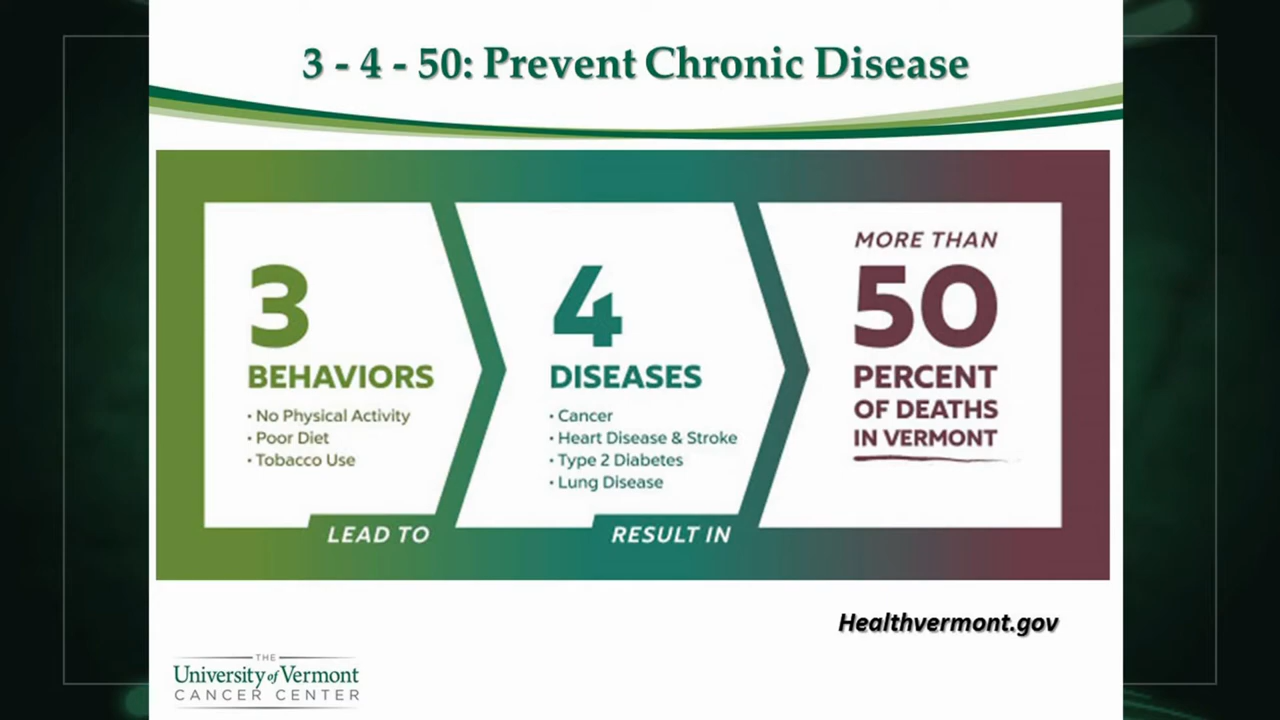 3 - 4 - 50: Prevent Chronic Disease
3
BEHAVIORS
• No Physical Activity
• Poor Diet
• Tobacco Use
LEAD TO
4
DISEASES
• Cancer
• Heart Disease & Stroke
• Type 2 Diabetes
• Lung Disease
RESULT IN
MORE THAN
50
PERCENT
OF DEATHS
IN VERMONT
Healthvermont.gov
THE
University of Vermont
CANCER CENTER